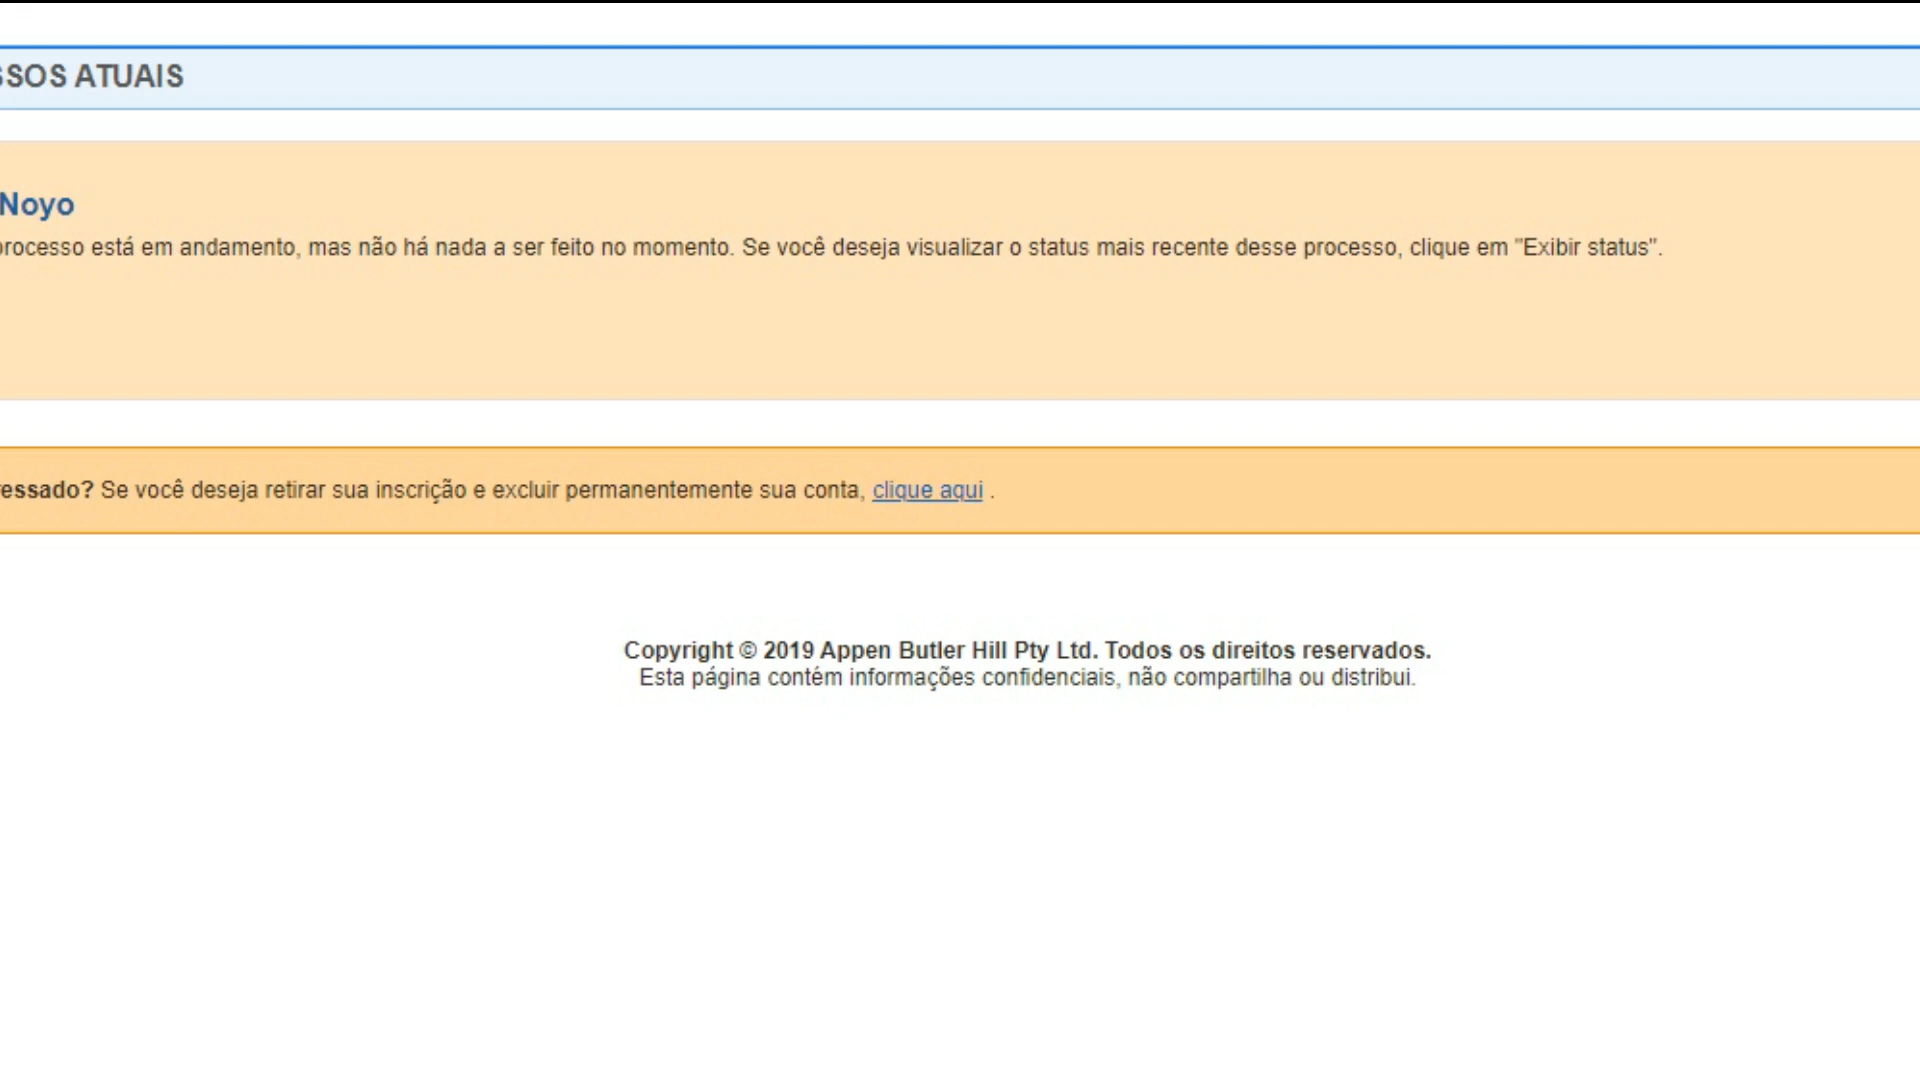 SSOS ATUAIS
Noyo
processo está em andamento, mas não há nada a ser feito no momento. Se você deseja visualizar o status mais recente desse processo, clique em "Exibir status".
essado? Se você deseja retirar sua inscrição e excluir permanentemente sua conta, clique aqui .
Copyright © 2019 Appen Butler Hill Pty Ltd. Todos os direitos reservados.
Esta página contém informações confidenciais, não compartilha ou distribui.